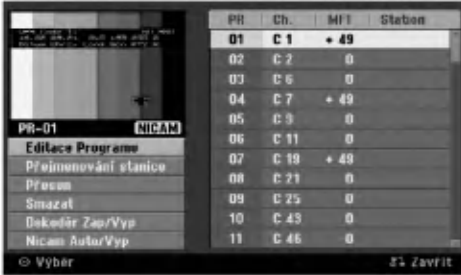 PR Ch. MFT Station
01 C 1 + 49
02 C 2 0
03 C 6 0
04 C 7 + 49
05 C 9 0
06 C 11 0
07 C 19 + 49
08 C 21 0
09 C 25 0
10 C 43 0
11 C 46 0
PR-01 NICAM
Editace Programu
Přejmenování stanice
Přesun
Smazat
Dekodér Zap/Vyp
Nicam Auto/Vyp
Výběr
Zavřít